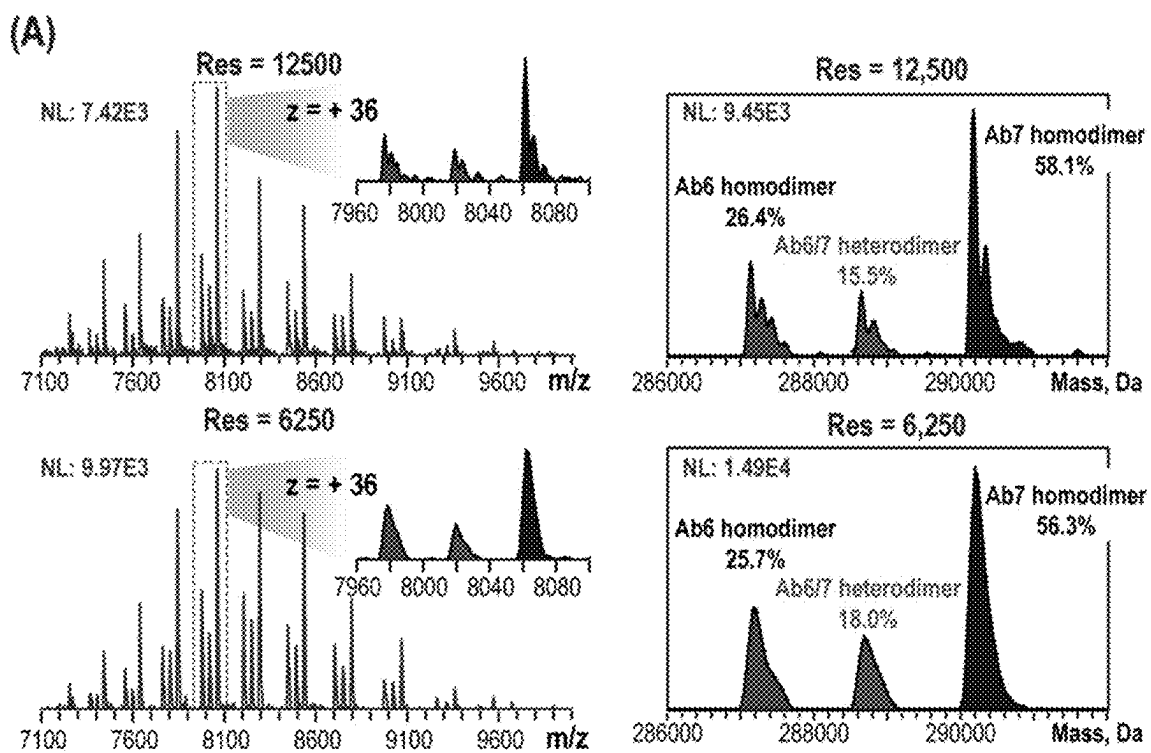 (A)
Res = 12500
NL: 7.42E3
z = + 36
7960 8000 8040 8080
7100 7600 8100 8600 9100 9600 m/z
Res = 12,500
NL: 9.45E3
Ab7 homodimer
58.1%
Ab6 homodimer
26.4%
Ab6/7 heterodimer
15.5%
286000 288000 290000 Mass, Da
Res = 6250
NL: 9.97E3
z = + 36
7960 8000 8040 8080
7100 7600 8100 8600 9100 9600 m/z
Res = 6,250
NL: 1.49E4
Ab7 homodimer
56.3%
Ab6 homodimer
25.7%
Ab6/7 heterodimer
18.0%
286000 288000 290000 Mass, Da